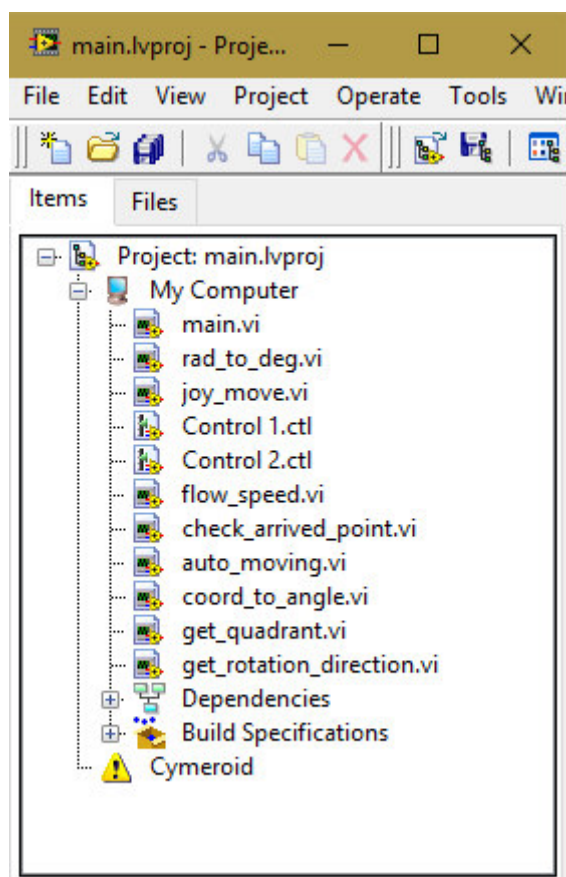 main.lvproj - Proje...
File Edit View Project Operate Tools Wi
Items Files
Project: main.lvproj
My Computer
main.vi
rad_to_deg.vi
joy_move.vi
Control 1.ctl
Control 2.ctl
flow_speed.vi
check_arrived_point.vi
auto_moving.vi
coord_to_angle.vi
get_quadrant.vi
get_rotation_direction.vi
Dependencies
Build Specifications
Cymeroid